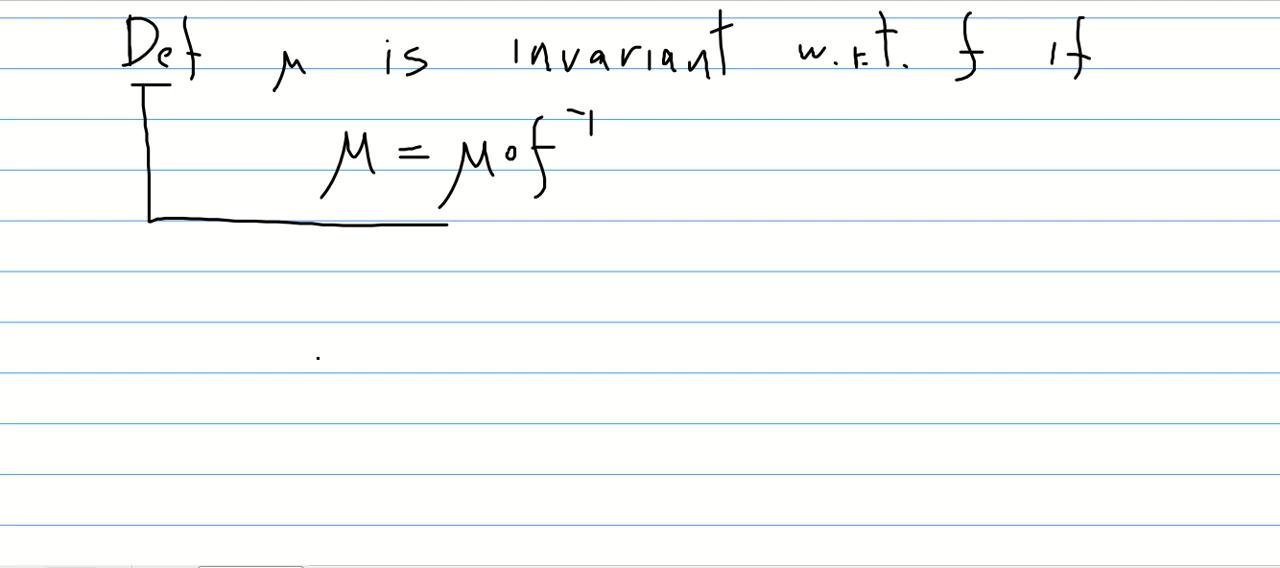 Def μ is invariant w.r.t. f if
μ = μ∘f⁻¹